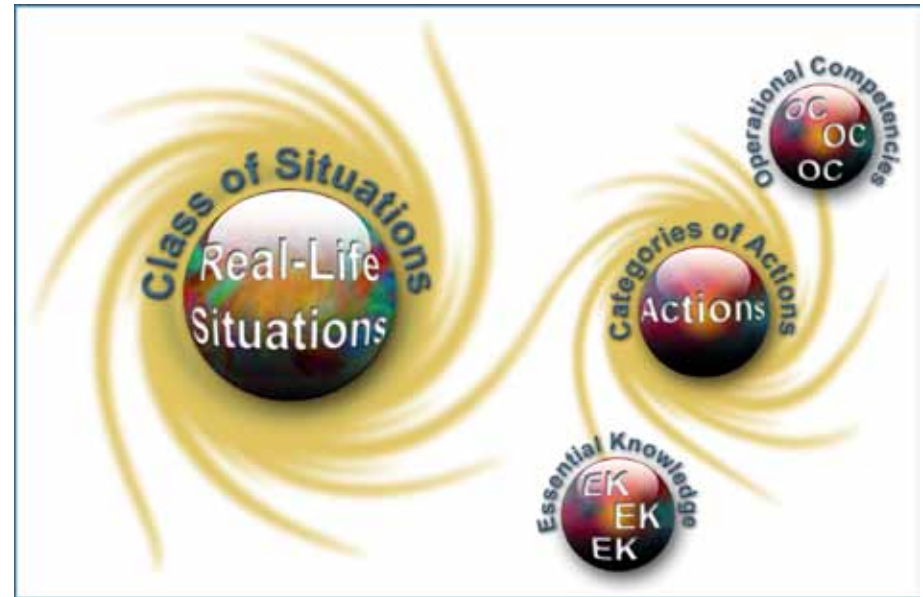 Class of Situations
Real-Life
Situations
Operational Competencies
OC
OC
OC
Categories of Actions
Actions
Essential Knowledge
EK
EK
EK